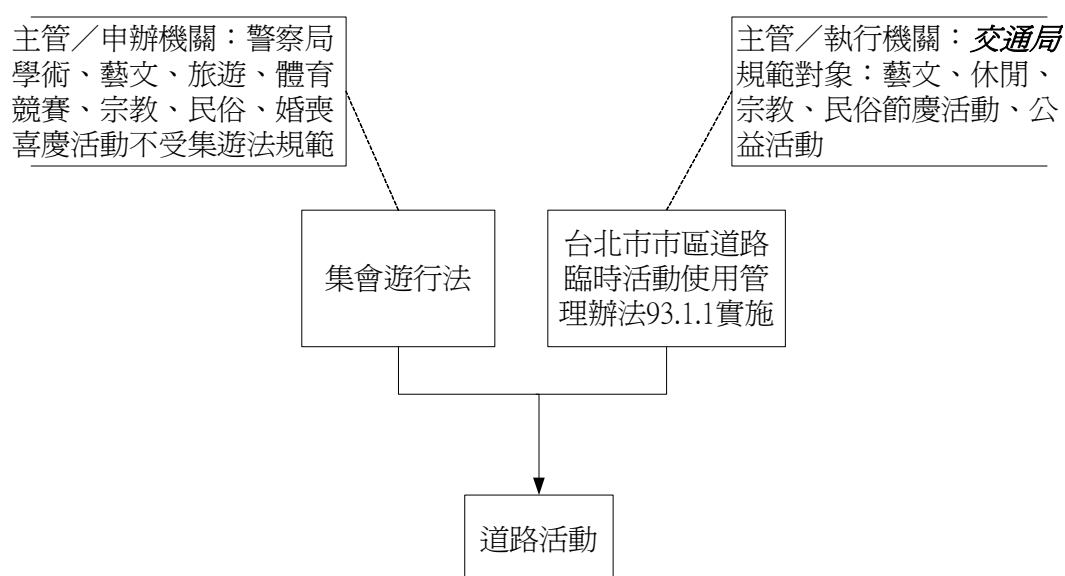 主管／申辦機關：警察局
學術、藝文、旅遊、體育
競賽、宗教、民俗、婚喪
喜慶活動不受集遊法規範
主管／執行機關：交通局
規範對象：藝文、休閒、
宗教、民俗節慶活動、公
益活動
集會遊行法
台北市市區道路
臨時活動使用管
理辦法93.1.1實施
道路活動